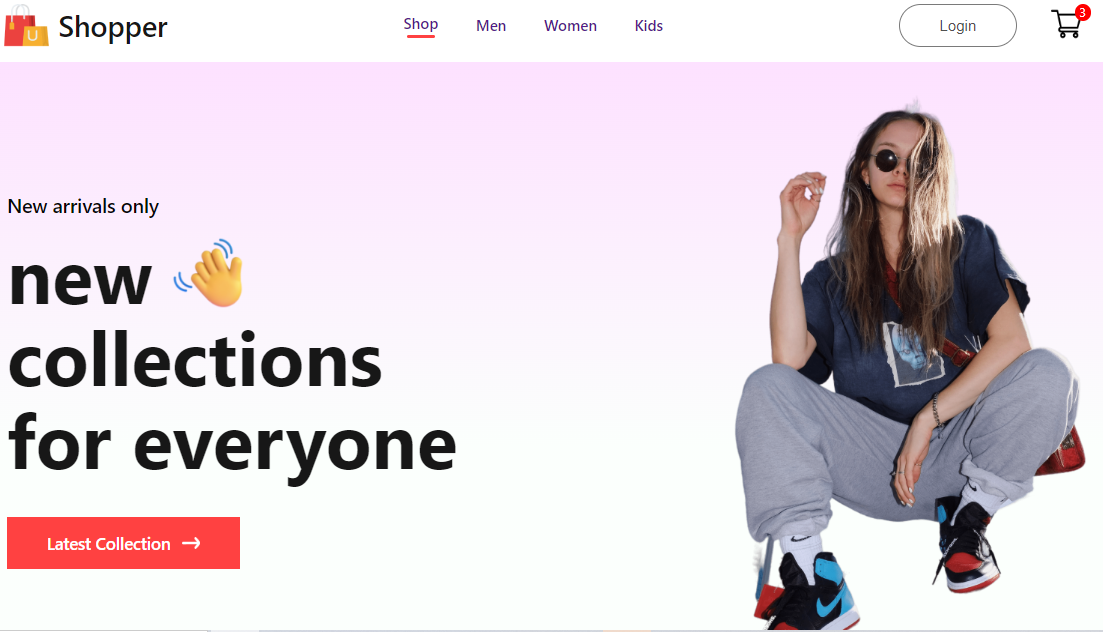 U
Shopper
Shop
Men
Women
Kids
Login
3
New arrivals only
new 👋
collections
for everyone
Latest Collection →